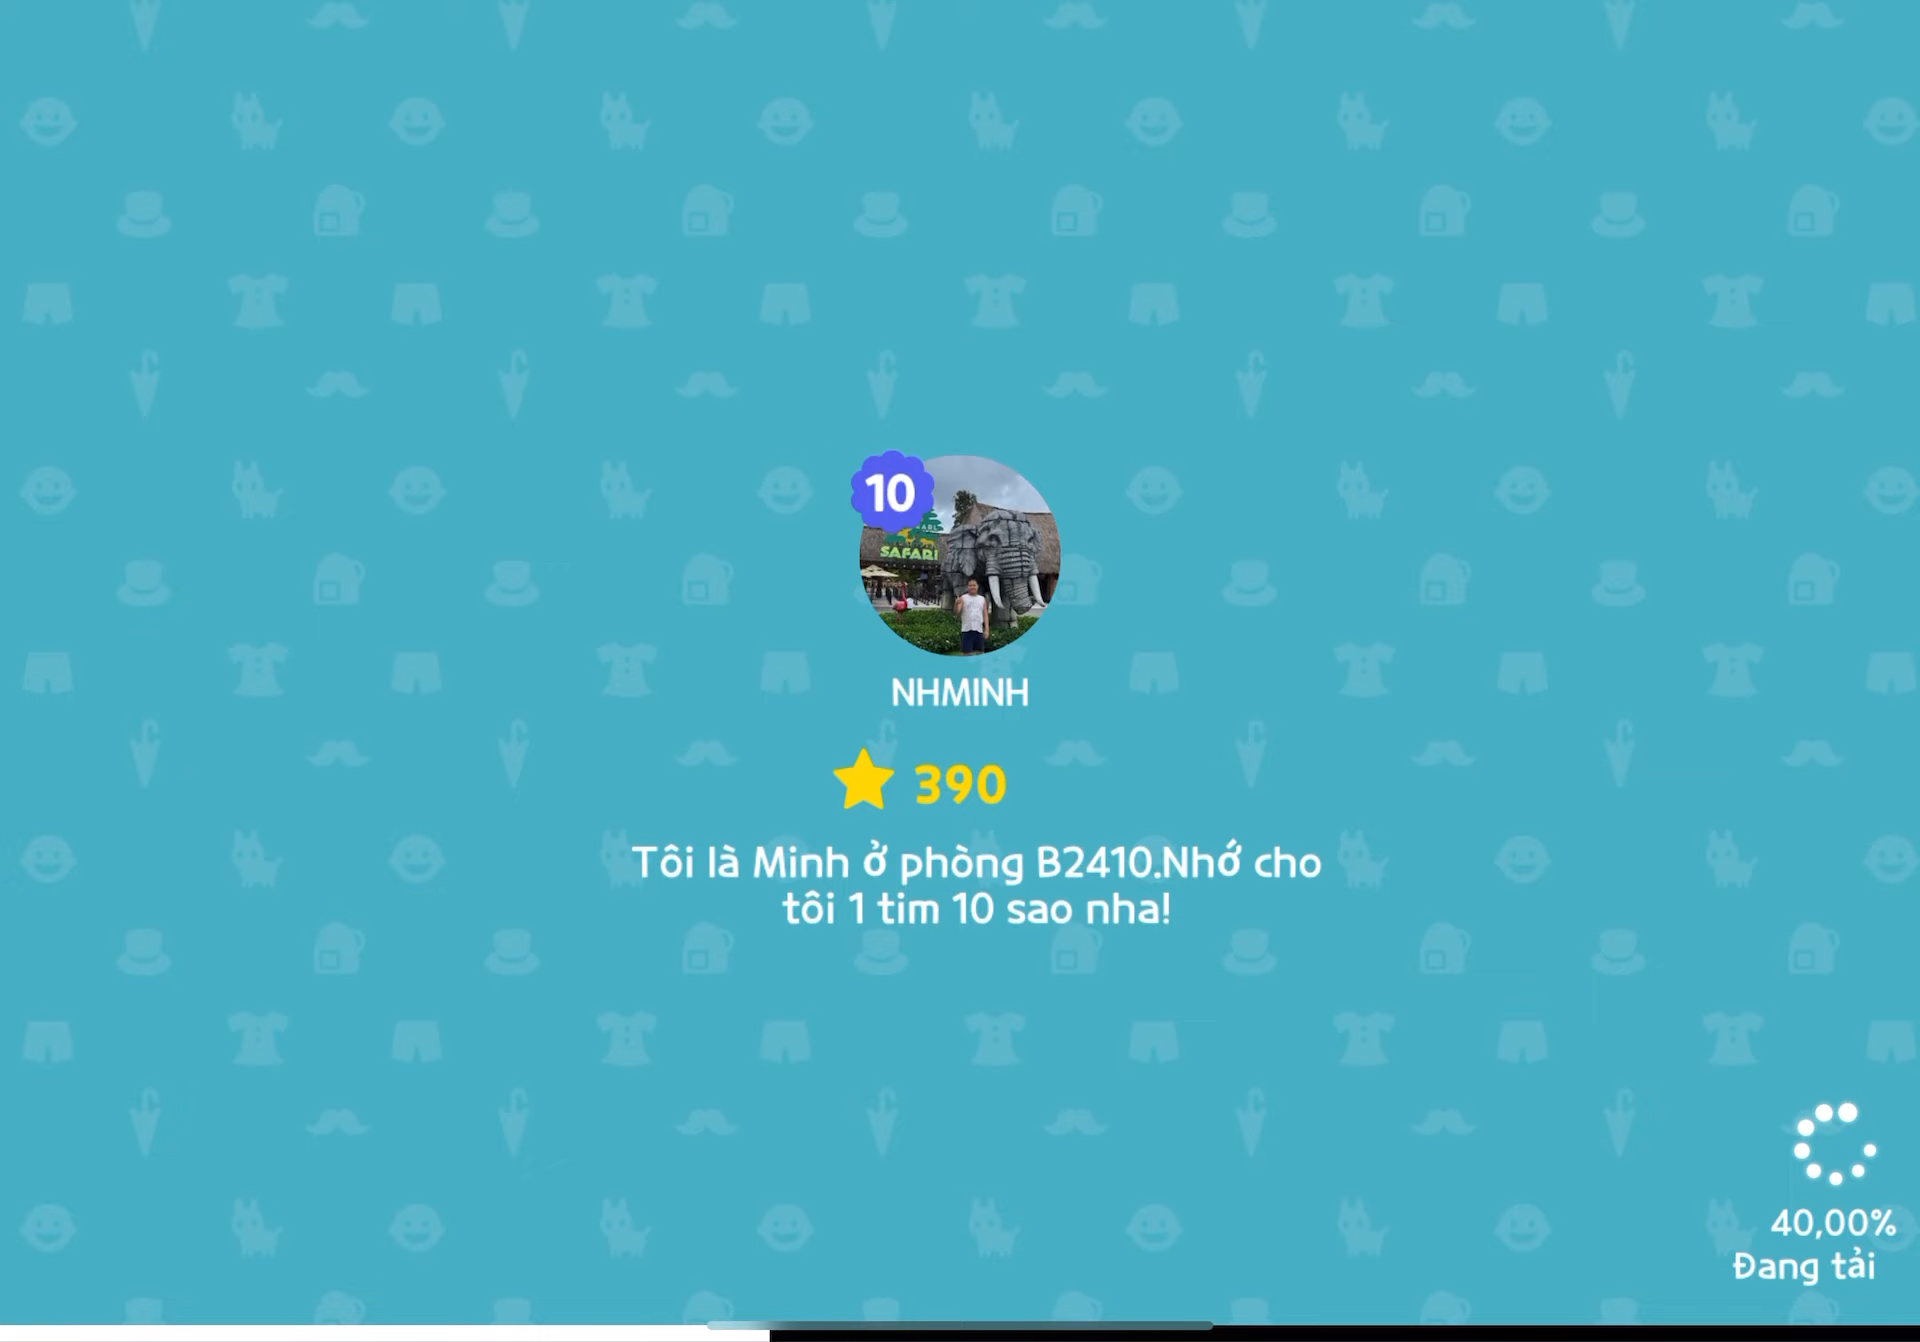 10
SAFARI
NHMINH
390
Tôi là Minh ở phòng B2410.Nhớ cho
tôi 1 tim 10 sao nha!
40,00%
Đang tải